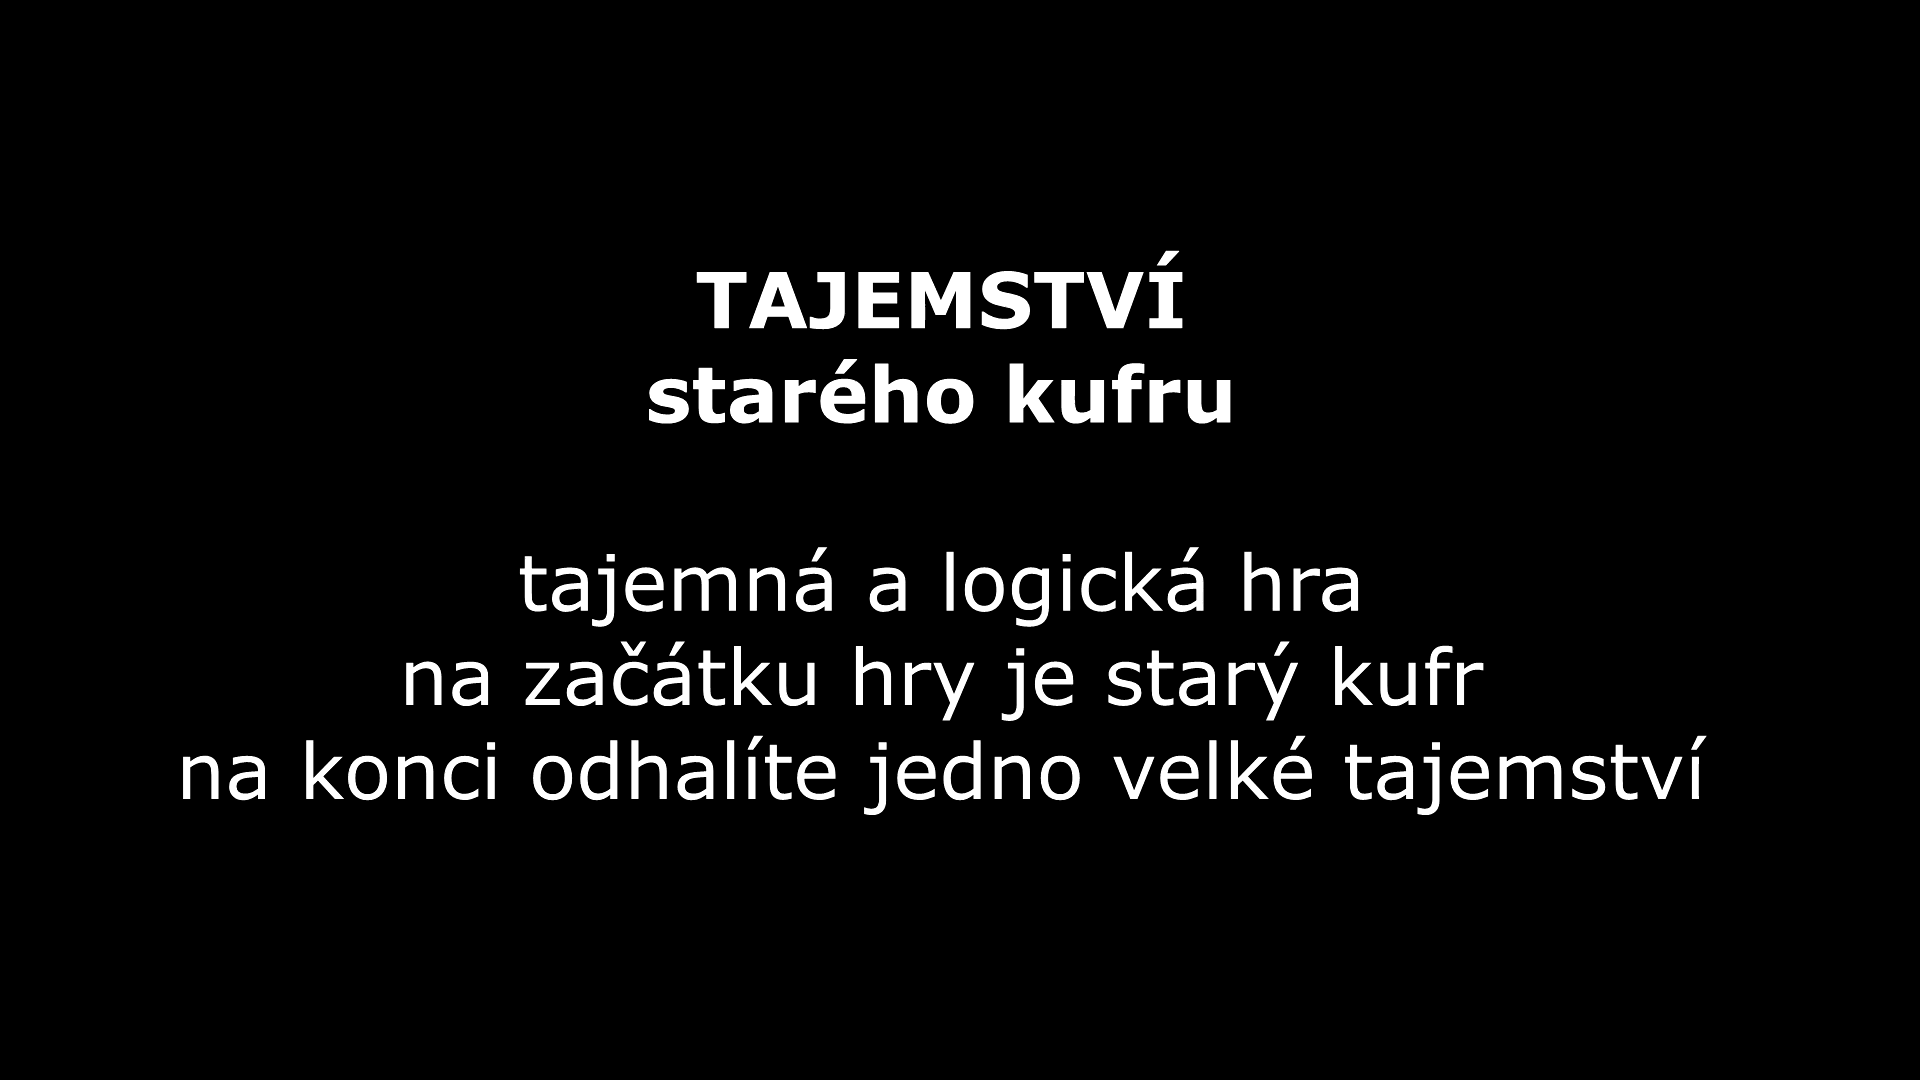 TAJEMSTVÍ
starého kufru
tajemná a logická hra
na začátku hry je starý kufr
na konci odhalíte jedno velké tajemství